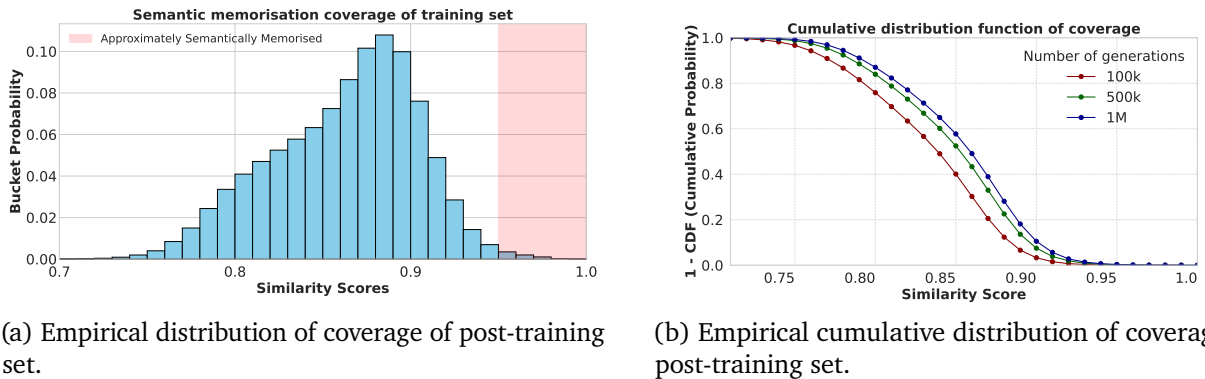 Semantic memorisation coverage of training set
Approximately Semantically Memorised
Bucket Probability
0.10
0.08
0.06
0.04
0.02
0.00
0.7
0.8
0.9
1.0
Similarity Scores
(a) Empirical distribution of coverage of post-training
set.
Cumulative distribution function of coverage
Number of generations
100k
500k
1M
1 - CDF (Cumulative Probability)
1.0
0.8
0.6
0.4
0.2
0.0
0.75
0.80
0.85
0.90
0.95
1.0
Similarity Score
(b) Empirical cumulative distribution of coverag
post-training set.